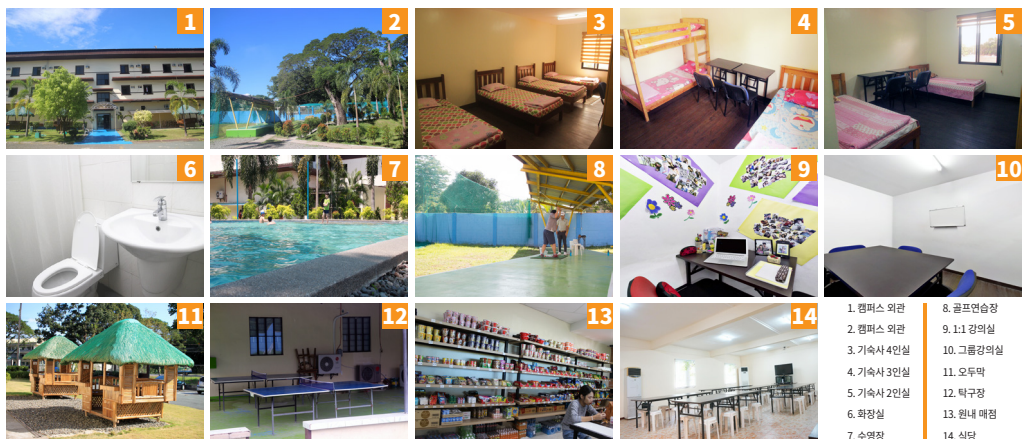 1
2
3
4
5
6
7
8
9
10
11
12
13
14
1. 캠퍼스 외관
2. 캠퍼스 외관
3. 기숙사 4인실
4. 기숙사 3인실
5. 기숙사 2인실
6. 화장실
7. 수영장
8. 골프연습장
9. 1:1 강의실
10. 그룹강의실
11. 오두막
12. 탁구장
13. 원내 매점
14. 식당